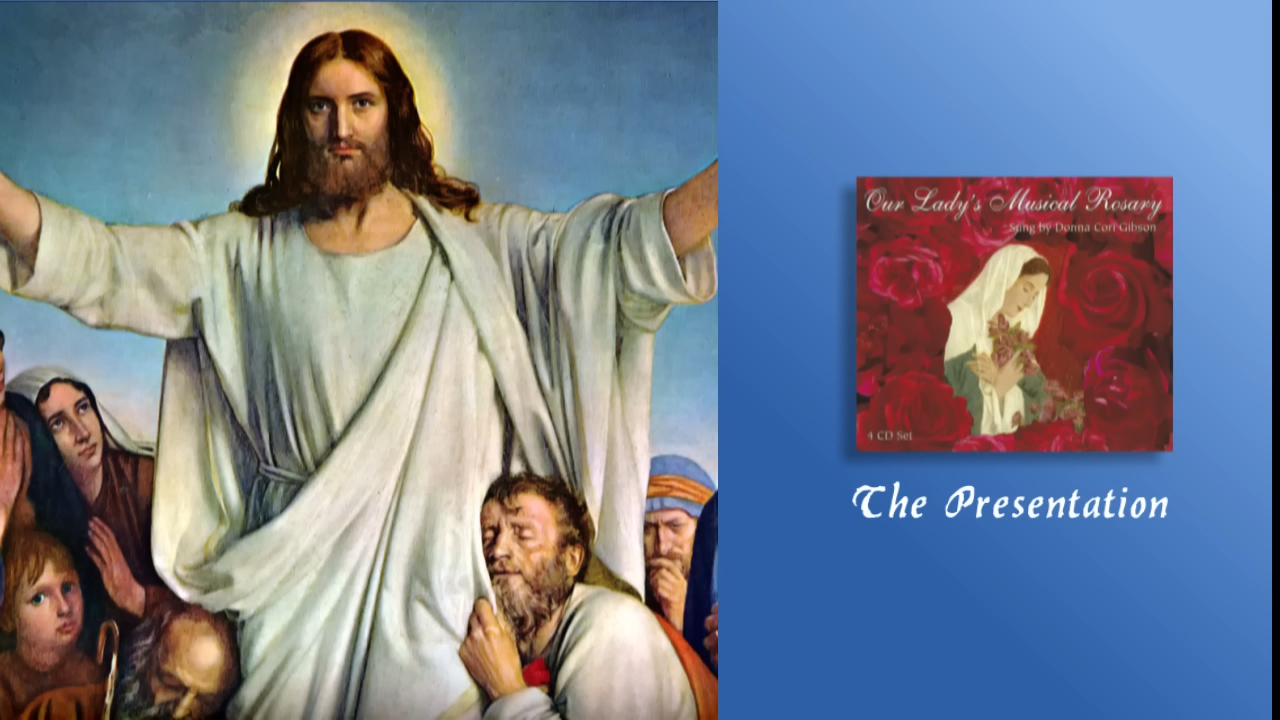 Our Lady's Musical Rosary
Sung by Donna Cori Gibson
4 CD Set
The Presentation